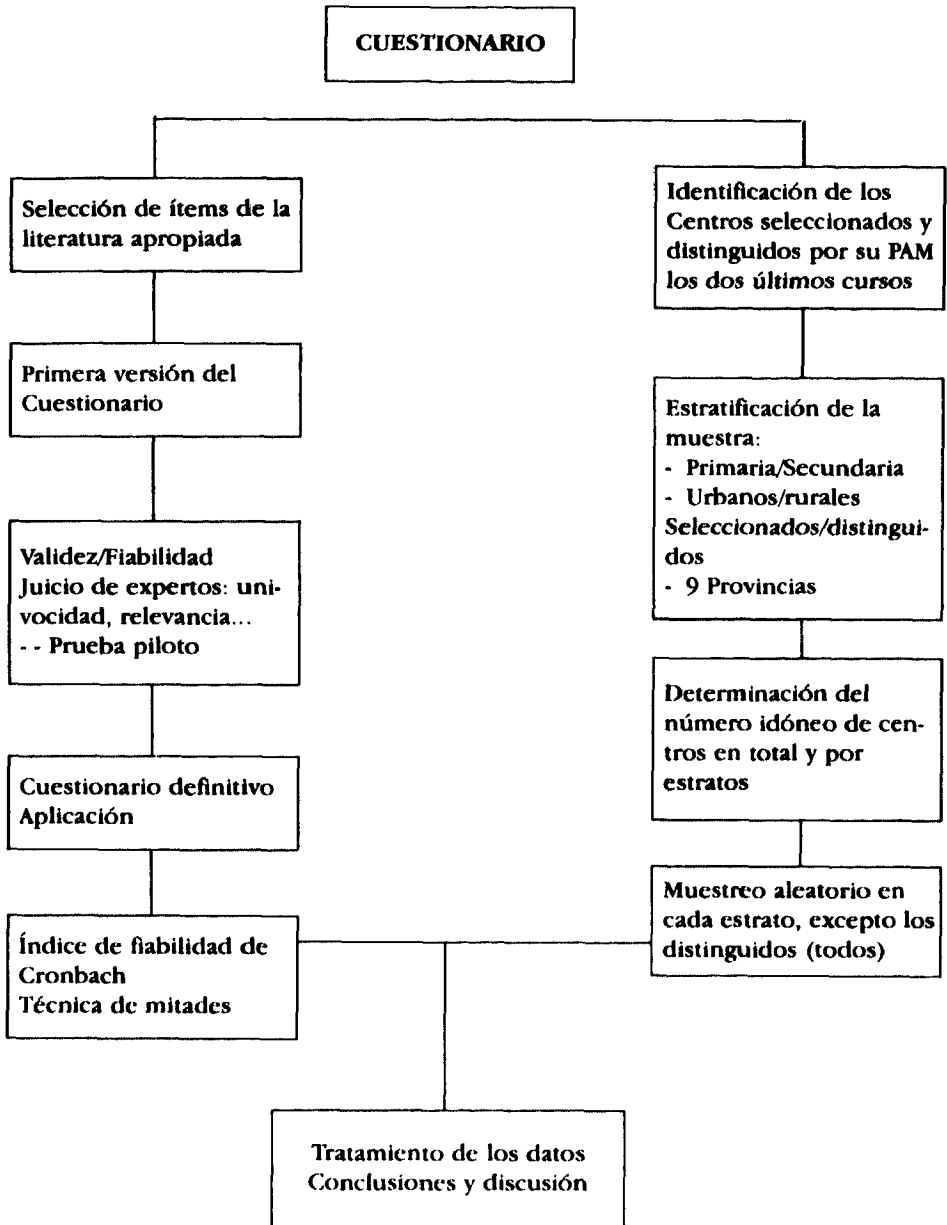 CUESTIONARIO
Selección de ítems de la
literatura apropiada
Primera versión del
Cuestionario
Validez/Fiabilidad
Juicio de expertos: uni-
vocidad, relevancia...
- - Prueba piloto
Cuestionario definitivo
Aplicación
Índice de fiabilidad de
Cronbach
Técnica de mitades
Identificación de los
Centros seleccionados y
distinguidos por su PAM
los dos últimos cursos
Estratificación de la
muestra:
- Primaria/Secundaria
- Urbanos/rurales
Seleccionados/distingui-
dos
- 9 Provincias
Determinación del
número idóneo de cen-
tros en total y por
estratos
Muestreo aleatorio en
cada estrato, excepto los
distinguidos (todos)
Tratamiento de los datos
Conclusiones y discusión